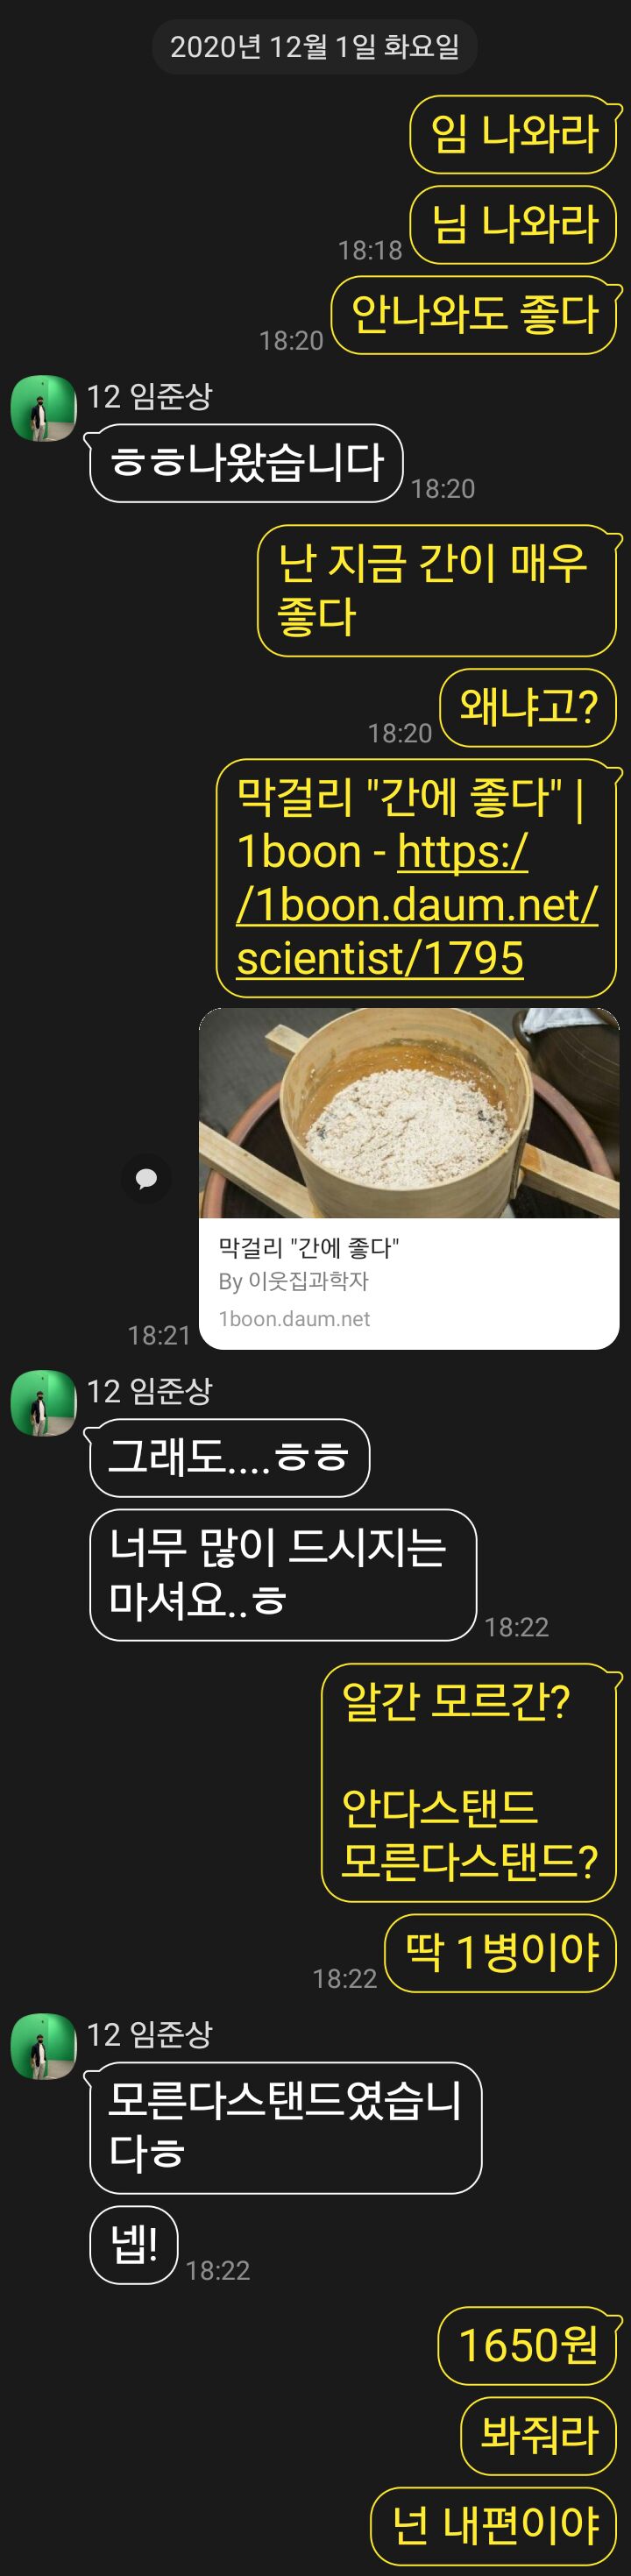 2020년 12월 1일 화요일
임 나와라
님 나와라
18:18
안나와도 좋다
18:20
12 임준상
ㅎㅎ나왔습니다
18:20
난 지금 간이 매우
좋다
왜냐고?
18:20
막걸리 "간에 좋다" |
1boon - https:/
/1boon.daum.net/
scientist/1795
막걸리 "간에 좋다"
By 이웃집과학자
1boon.daum.net
18:21
12 임준상
그래도....ㅎㅎ
너무 많이 드시지는
마셔요..ㅎ
18:22
알간 모르간?
안다스탠드
모른다스탠드?
딱 1병이야
18:22
12 임준상
모른다스탠드였습니
다ㅎ
넵!
18:22
1650원
봐줘라
넌 내편이야